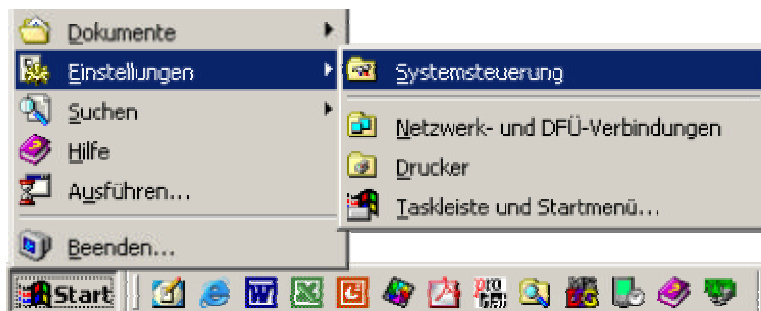 Dokumente
Einstellungen
Systemsteuerung
Suchen
Netzwerk- und DFÜ-Verbindungen
Hilfe
Drucker
Ausführen...
Taskleiste und Startmenü...
Beenden...
Start